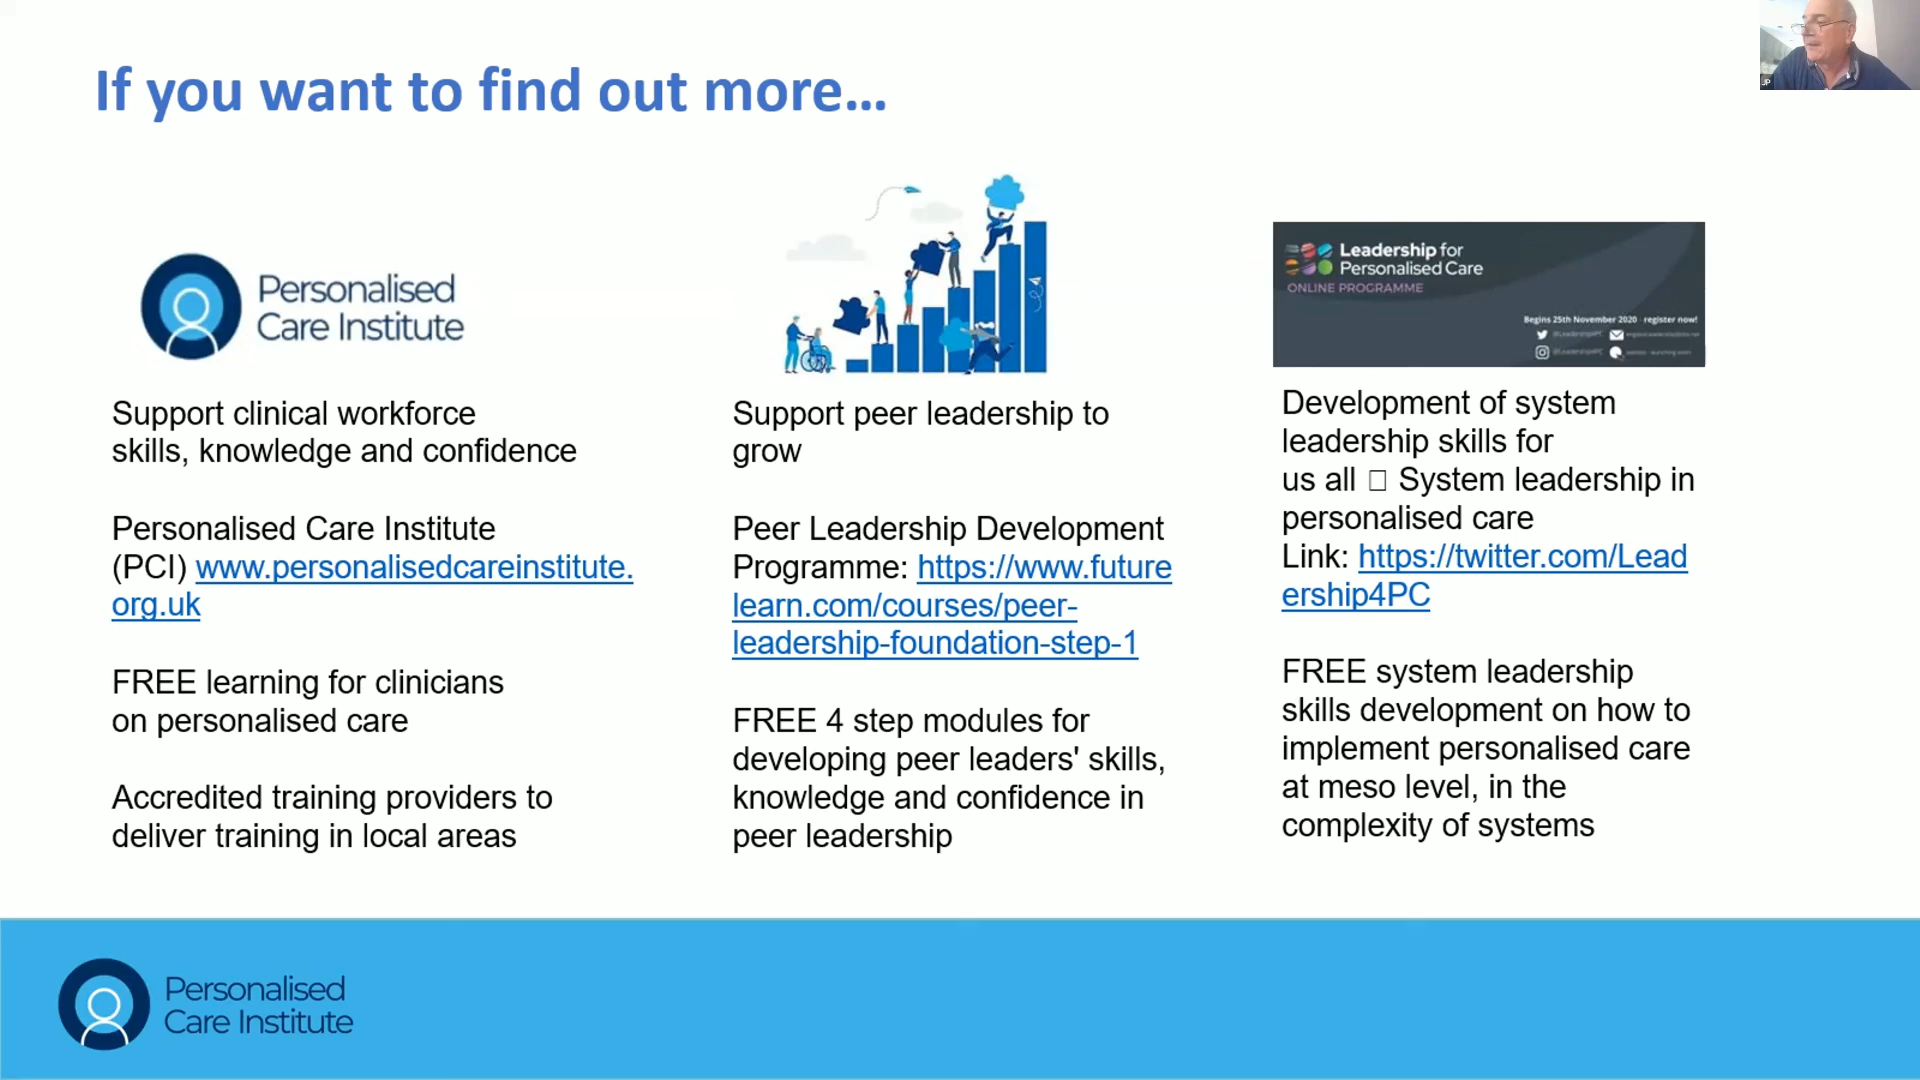 If you want to find out more...
JP
Personalised
Care Institute
Support clinical workforce
skills, knowledge and confidence
Personalised Care Institute
(PCI) www.personalisedcareinstitute.
org.uk
FREE learning for clinicians
on personalised care
Accredited training providers to
deliver training in local areas
Support peer leadership to
grow
Peer Leadership Development
Programme: https://www.future
learn.com/courses/peer-
leadership-foundation-step-1
FREE 4 step modules for
developing peer leaders' skills,
knowledge and confidence in
peer leadership
Leadership for
Personalised Care
ONLINE PROGRAMME
Begins 25th November 2020 - register now!
@Leadership4PC
@Leadership4PC
Development of system
leadership skills for
us all □ System leadership in
personalised care
Link: https://twitter.com/Lead
ership4PC
FREE system leadership
skills development on how to
implement personalised care
at meso level, in the
complexity of systems
Personalised
Care Institute